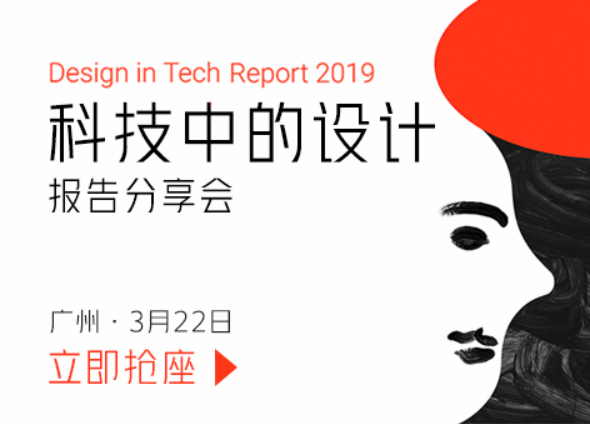 Design in Tech Report 2019
科技中的设计
报告分享会
广州 · 3月22日
立即抢座